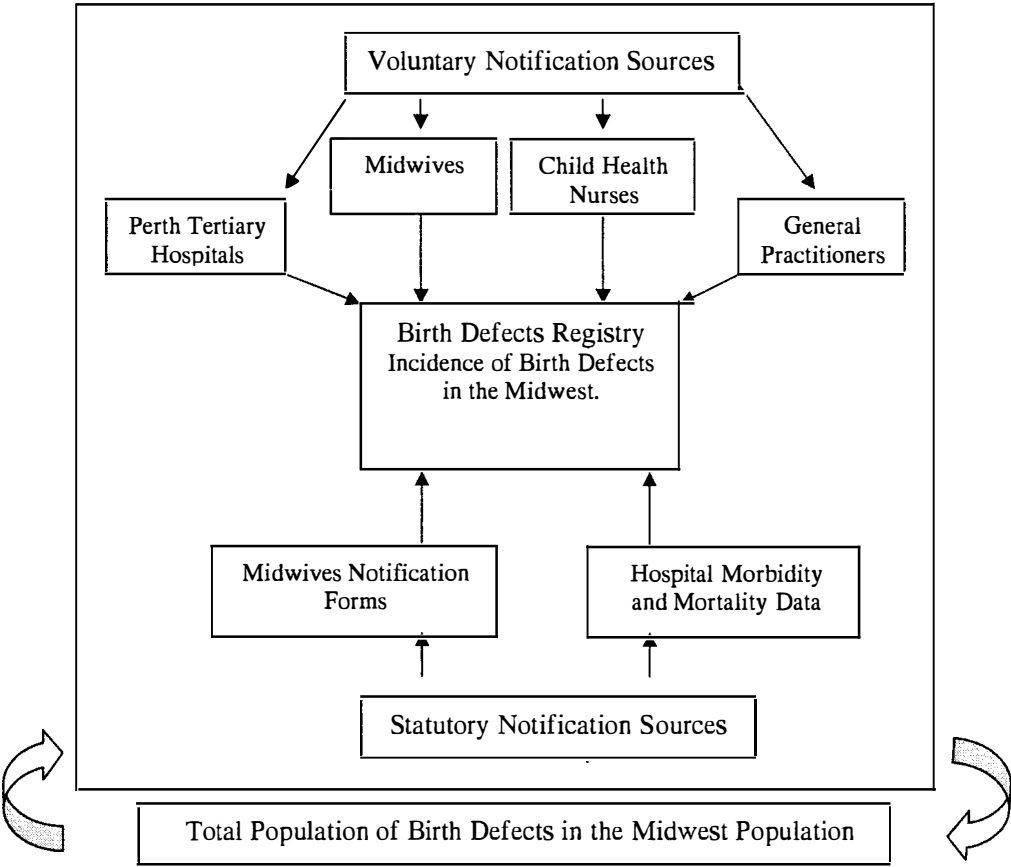 Voluntary Notification Sources
Midwives
Child Health
Nurses
Perth Tertiary
Hospitals
General
Practitioners
Birth Defects Registry
Incidence of Birth Defects
in the Midwest.
Midwives Notification
Forms
Hospital Morbidity
and Mortality Data
Statutory Notification Sources
Total Population of Birth Defects in the Midwest Population